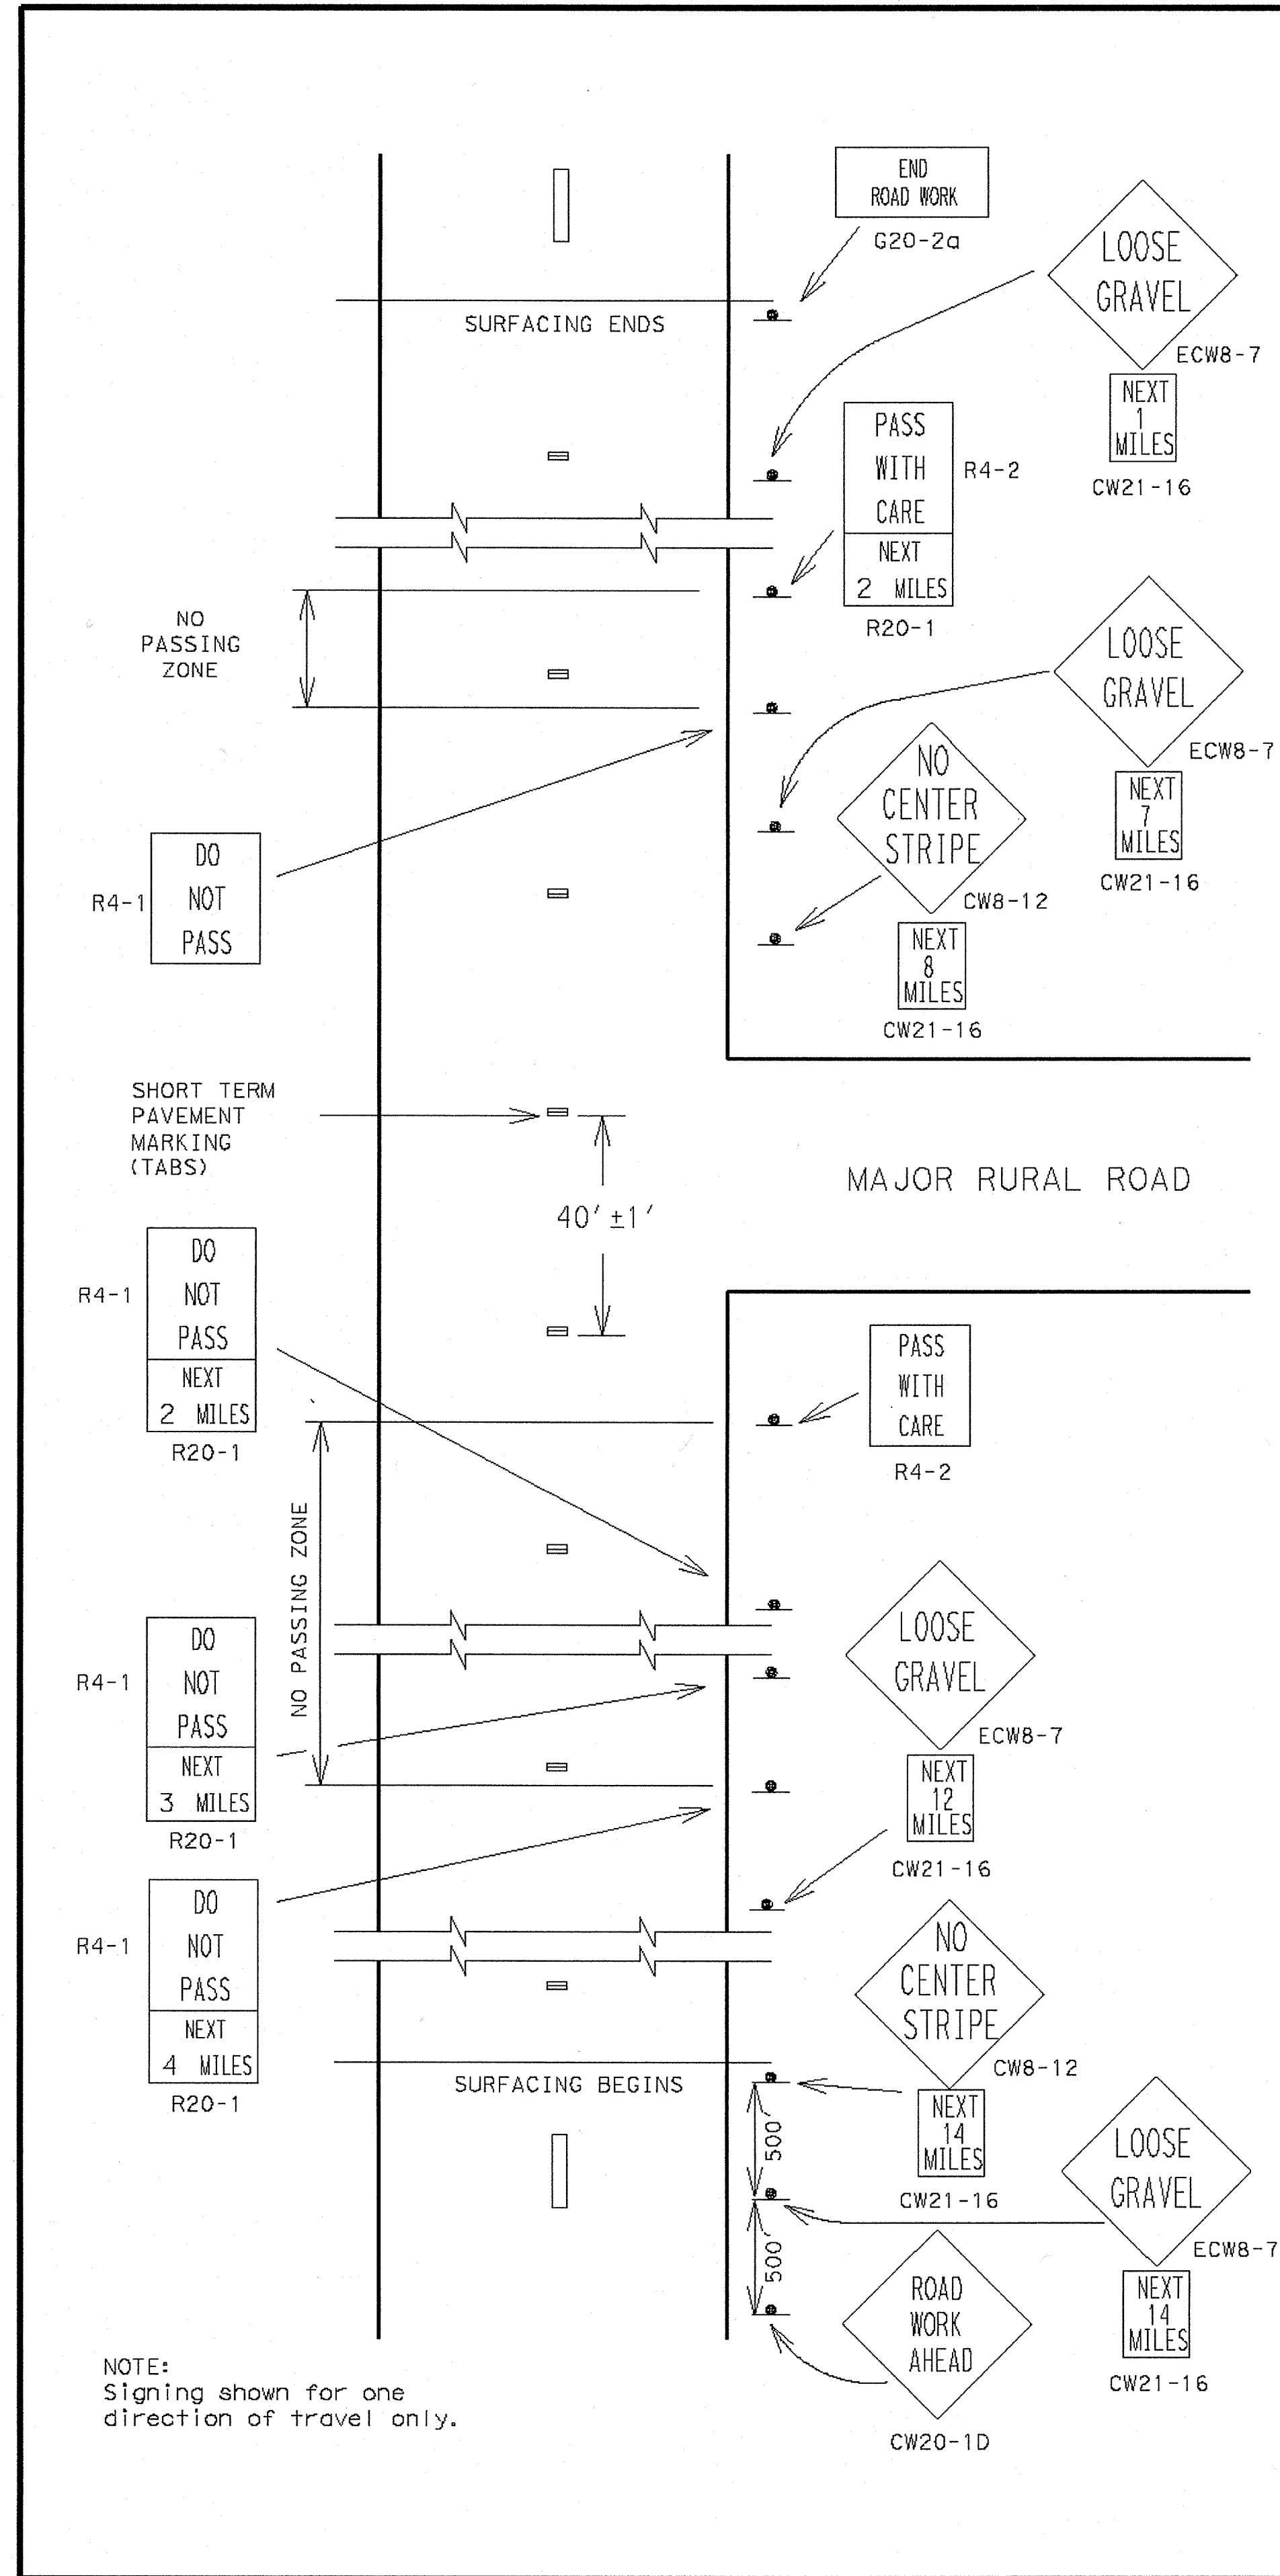 END
ROAD WORK
G20-2a
LOOSE
GRAVEL
ECW8-7
NEXT
1
MILES
CW21-16
SURFACING ENDS
PASS
WITH
CARE
R4-2
NEXT
2 MILES
R20-1
NO
PASSING
ZONE
LOOSE
GRAVEL
ECW8-7
NEXT
7
MILES
CW21-16
NO
CENTER
STRIPE
CW8-12
NEXT
8
MILES
CW21-16
R4-1
DO
NOT
PASS
SHORT TERM
PAVEMENT
MARKING
(TABS)
MAJOR RURAL ROAD
40' ±1'
R4-1
DO
NOT
PASS
NEXT
2 MILES
R20-1
PASS
WITH
CARE
R4-2
NO PASSING ZONE
LOOSE
GRAVEL
ECW8-7
NEXT
12
MILES
CW21-16
R4-1
DO
NOT
PASS
NEXT
3 MILES
R20-1
R4-1
DO
NOT
PASS
NEXT
4 MILES
R20-1
NO
CENTER
STRIPE
CW8-12
NEXT
14
MILES
CW21-16
SURFACING BEGINS
500'
500'
LOOSE
GRAVEL
ECW8-7
NEXT
14
MILES
CW21-16
ROAD
WORK
AHEAD
CW20-1D
NOTE:
Signing shown for one
direction of travel only.